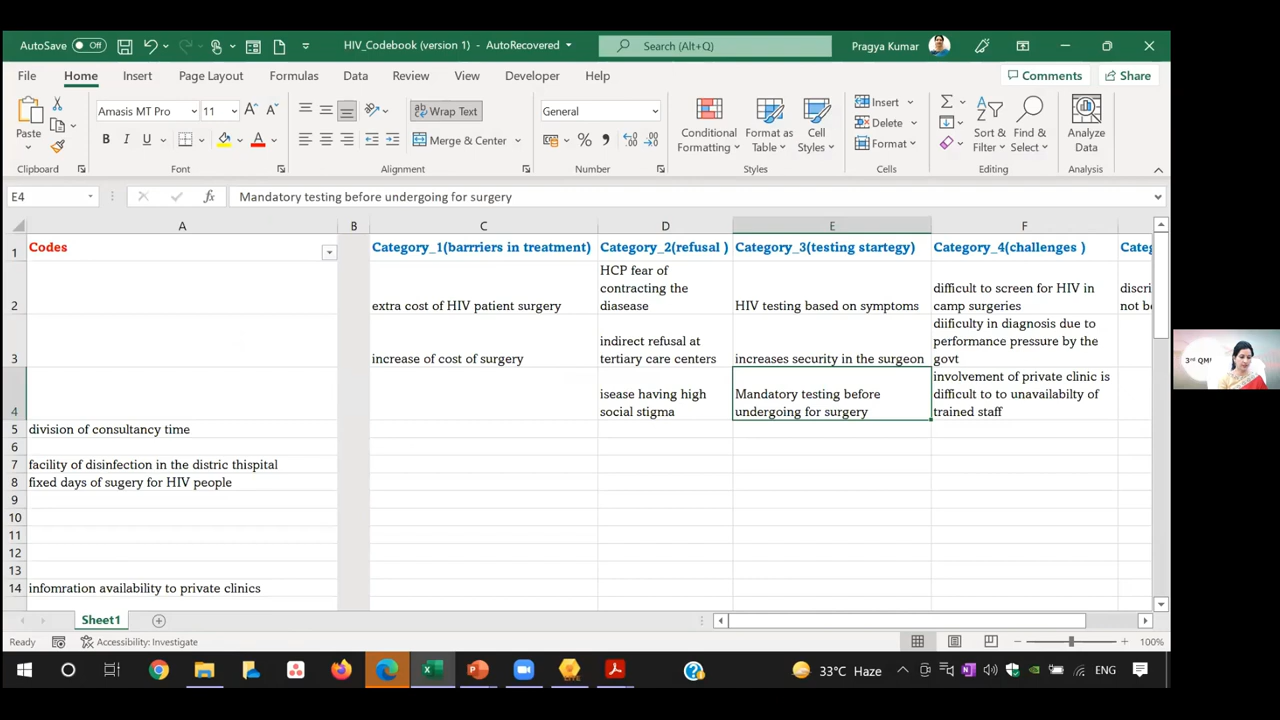 AutoSave Off HIV_Codebook (version 1) - AutoRecovered Search (Alt+Q) Pragya Kumar
File Home Insert Page Layout Formulas Data Review View Developer Help Comments Share
Paste Amasis MT Pro 11 Wrap Text General Conditional Formatting Format as Table Cell Styles Insert Sort & Filter Find & Select Analyze Data
B I U A Merge & Center % Delete
Format
Clipboard Font Alignment Number Styles Cells Editing Analysis
E4 fx Mandatory testing before undergoing for surgery
A B C D E F
1 Codes Category_1(barrriers in treatment) Category_2(refusal ) Category_3(testing startegy) Category_4(challenges ) Categ
HCP fear of
contracting the difficult to screen for HIV in discri
2 extra cost of HIV patient surgery diasease HIV testing based on symptoms camp surgeries not be
diificulty in diagnosis due to
indirect refusal at performance pressure by the
3 increase of cost of surgery tertiary care centers increases security in the surgeon govt
involvement of private clinic is
isease having high Mandatory testing before difficult to to unavailabilty of
4 social stigma undergoing for surgery trained staff
5 division of consultancy time
6
7 facility of disinfection in the distric thispital
8 fixed days of sugery for HIV people
9
10
11
12
13
14 infomration availability to private clinics
Sheet1
Ready Accessibility: Investigate 100%
33°C Haze ENG
3rd QM